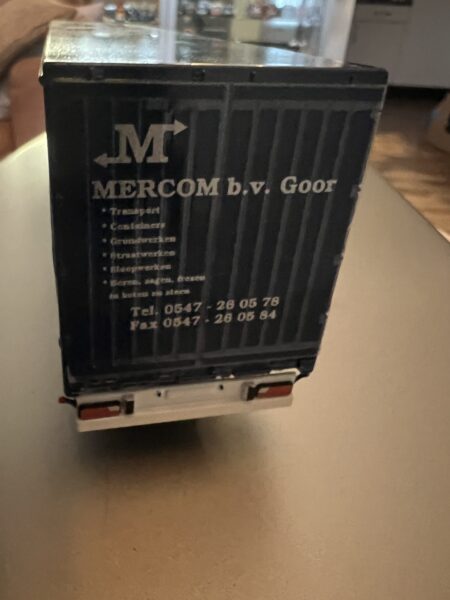 M
MERCOM b.v. Goor
• Transport
• Containers
• Grondwerken
• Straatwerken
• Sloopwerken
• Boren, zagen, frezen
in beton en steen
Tel. 0547 - 26 05 78
Fax 0547 - 26 05 84